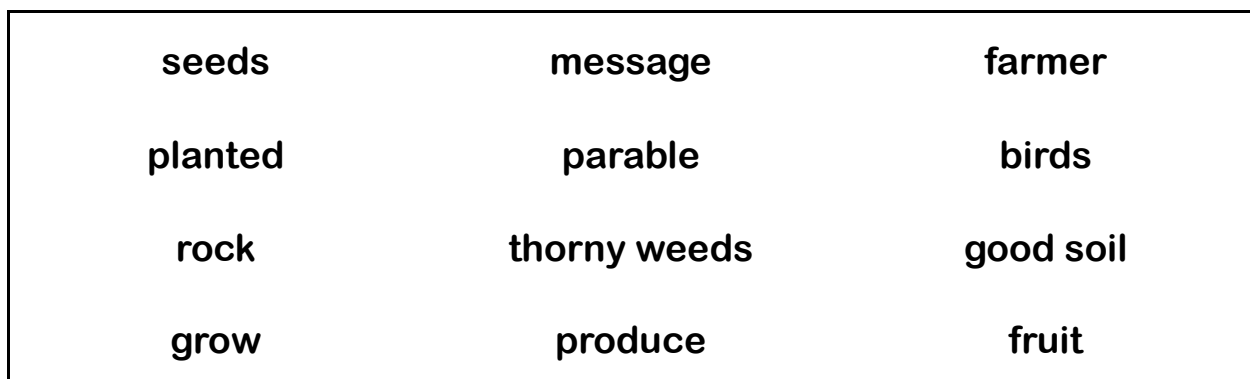 seeds message farmer
planted parable birds
rock thorny weeds good soil
grow produce fruit